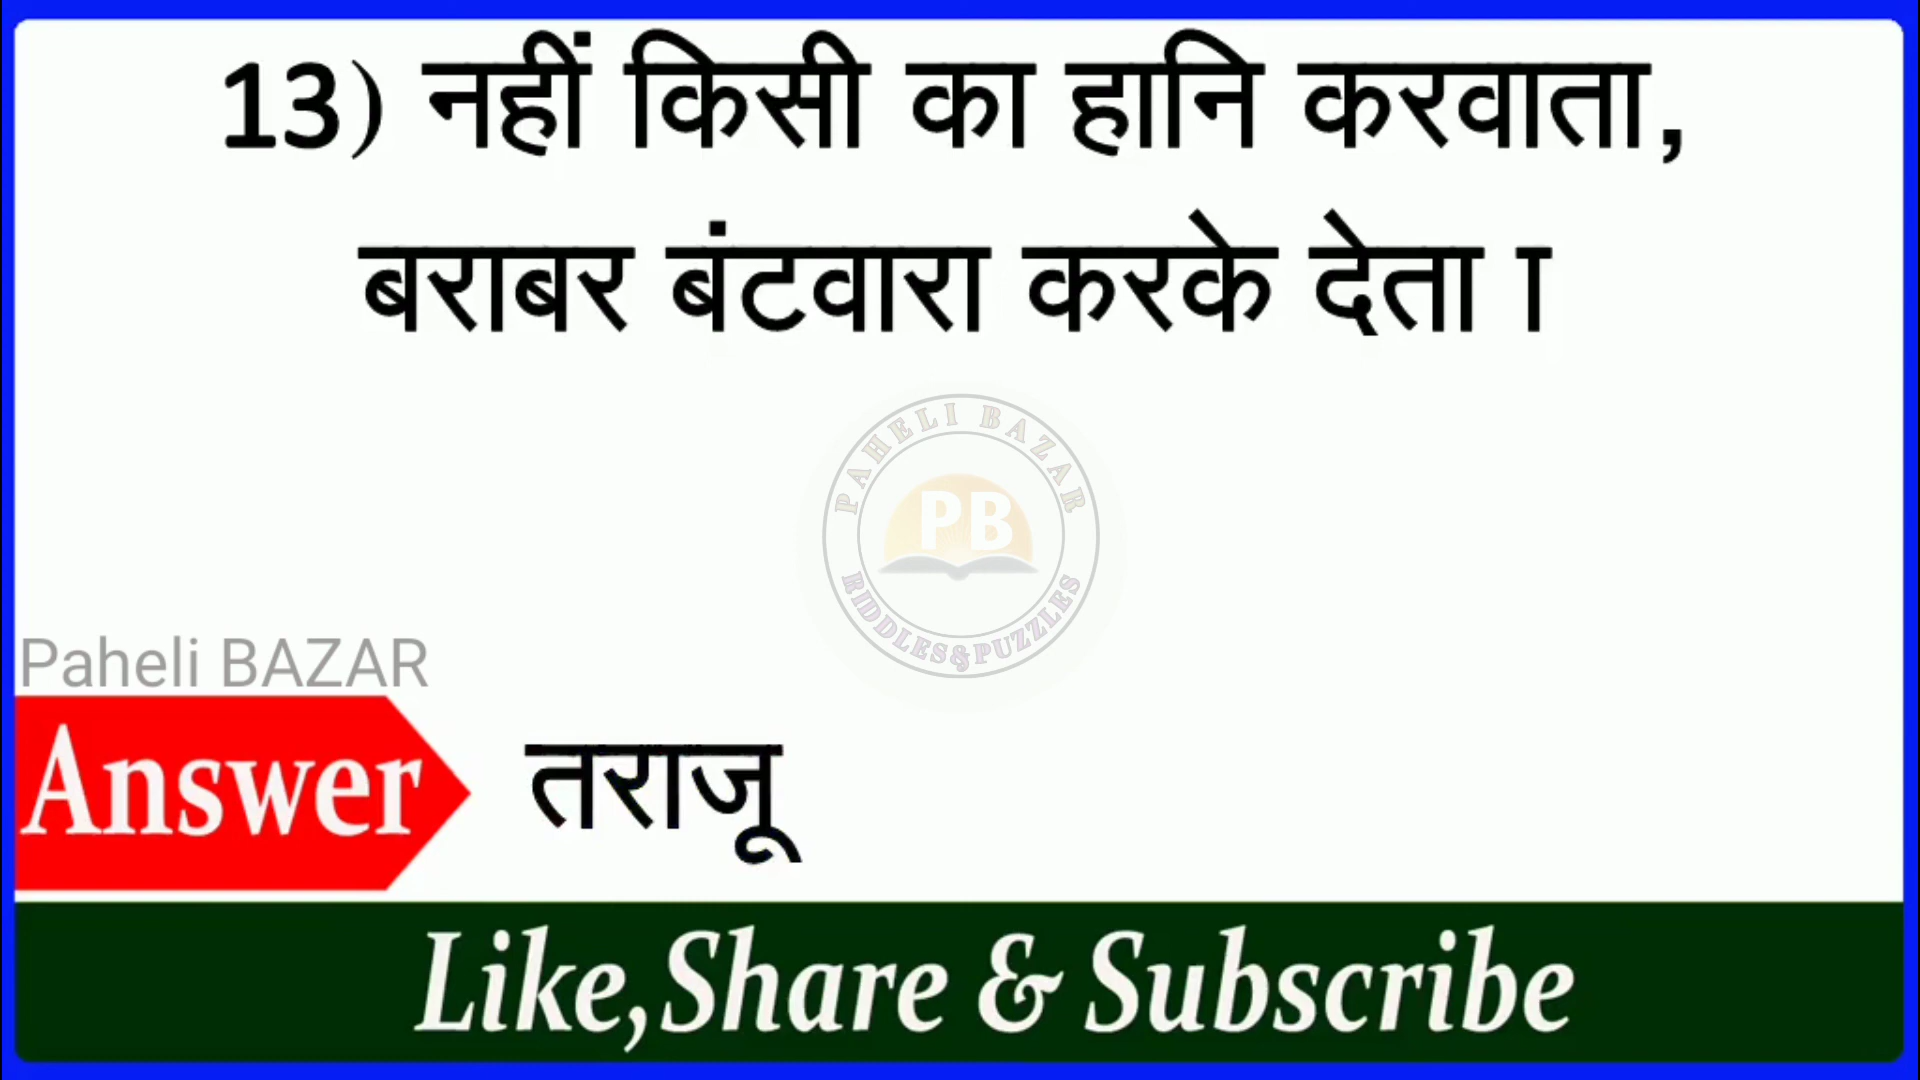 13) नहीं किसी का हानि करवाता,
बराबर बंटवारा करके देता ा
PAHELI BAZAR
PB
RIDDLES&PUZZLES
Paheli BAZAR
Answer तराजू
Like,Share & Subscribe